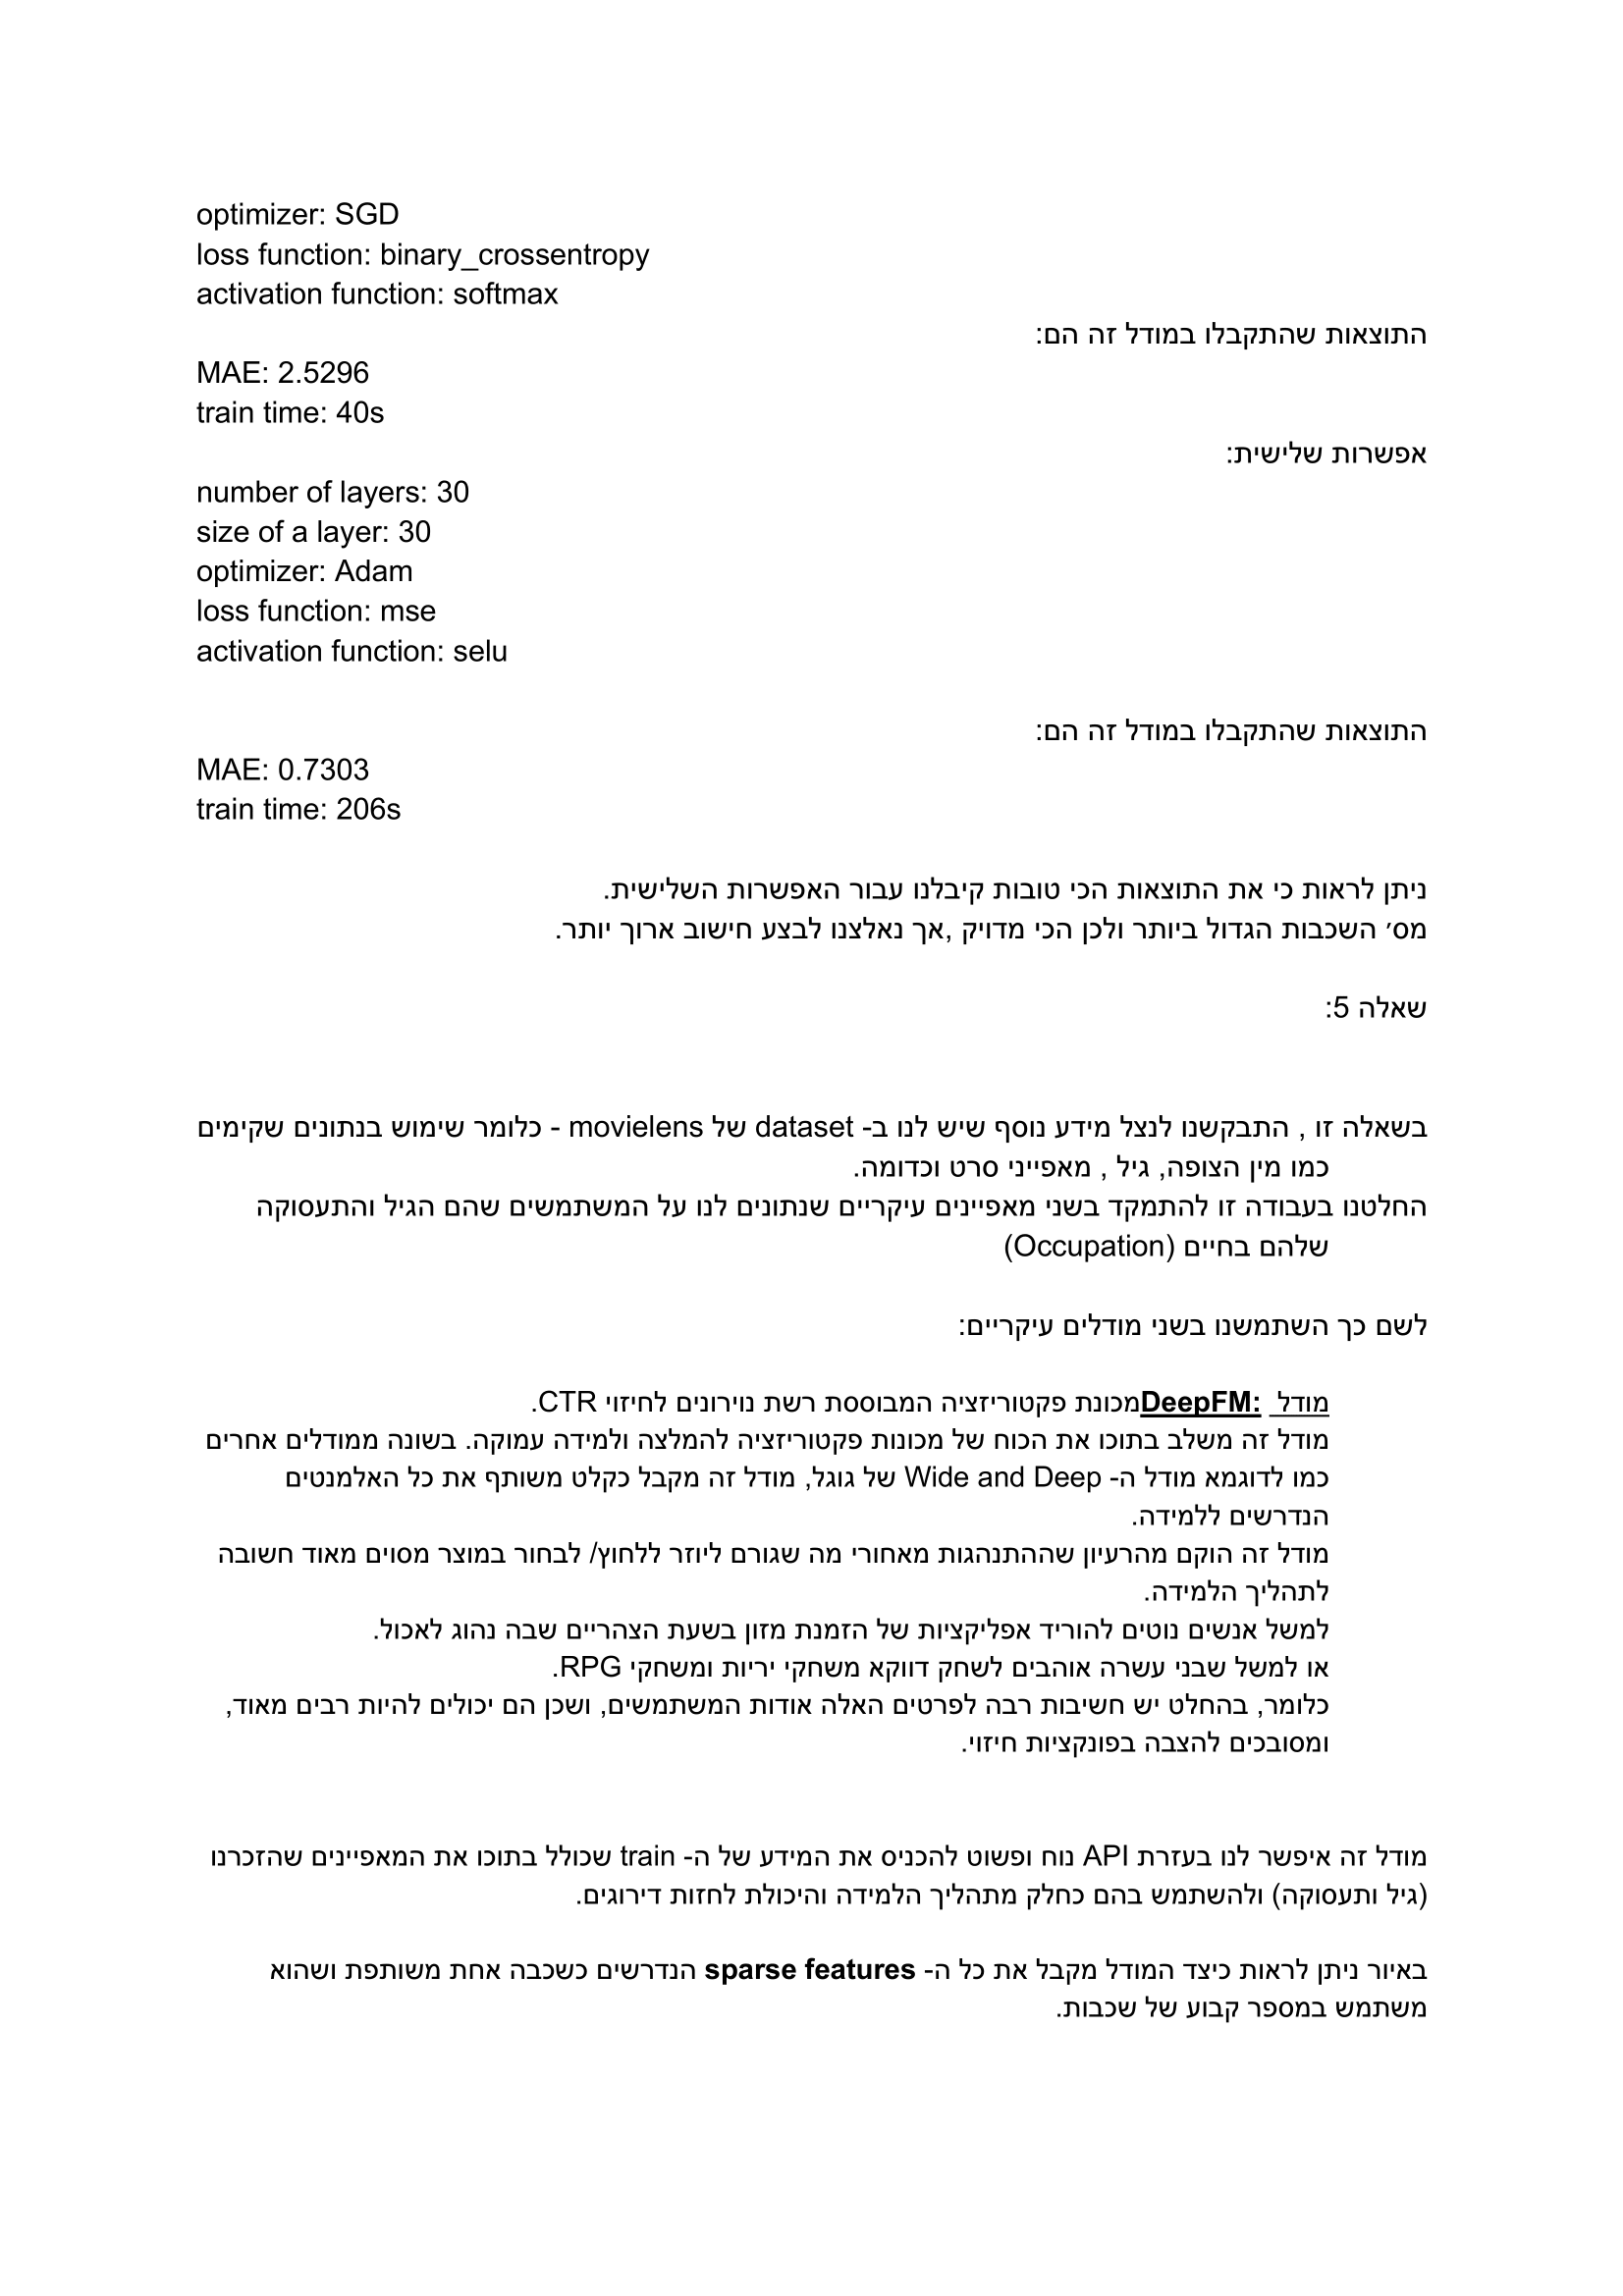 optimizer: SGD
loss function: binary_crossentropy
activation function: softmax
התוצאות שהתקבלו במודל זה הם:
MAE: 2.5296
train time: 40s
אפשרות שלישית:
number of layers: 30
size of a layer: 30
optimizer: Adam
loss function: mse
activation function: selu
התוצאות שהתקבלו במודל זה הם:
MAE: 0.7303
train time: 206s
ניתן לראות כי את התוצאות הכי טובות קיבלנו עבור האפשרות השלישית.
מס׳ השכבות הגדול ביותר ולכן הכי מדויק ,אך נאלצנו לבצע חישוב ארוך יותר.
שאלה 5:
בשאלה זו , התבקשנו לנצל מידע נוסף שיש לנו ב- dataset של movielens - כלומר שימוש בנתונים שקימים
כמו מין הצופה, גיל , מאפייני סרט וכדומה.
החלטנו בעבודה זו להתמקד בשני מאפיינים עיקריים שנתונים לנו על המשתמשים שהם הגיל והתעסוקה
שלהם בחיים (Occupation)
לשם כך השתמשנו בשני מודלים עיקריים:
מודל DeepFM: מכונת פקטוריזציה המבוססת רשת נוירונים לחיזוי CTR.
מודל זה משלב בתוכו את הכוח של מכונות פקטוריזציה להמלצה ולמידה עמוקה. בשונה ממודלים אחרים
כמו לדוגמא מודל ה- Wide and Deep של גוגל, מודל זה מקבל כקלט משותף את כל האלמנטים
הנדרשים ללמידה.
מודל זה הוקם מהרעיון שההתנהגות מאחורי מה שגורם ליוזר ללחוץ/ לבחור במוצר מסוים מאוד חשובה
לתהליך הלמידה.
למשל אנשים נוטים להוריד אפליקציות של הזמנת מזון בשעת הצהריים שבה נהוג לאכול.
או למשל שבני עשרה אוהבים לשחק דווקא משחקי יריות ומשחקי RPG.
כלומר, בהחלט יש חשיבות רבה לפרטים האלה אודות המשתמשים, ושכן הם יכולים להיות רבים מאוד,
ומסובכים להצבה בפונקציות חיזוי.
מודל זה איפשר לנו בעזרת API נוח ופשוט להכניס את המידע של ה- train שכולל בתוכו את המאפיינים שהזכרנו
(גיל ותעסוקה) ולהשתמש בהם כחלק מתהליך הלמידה והיכולת לחזות דירוגים.
באיור ניתן לראות כיצד המודל מקבל את כל ה- sparse features הנדרשים כשכבה אחת משותפת ושהוא
משתמש במספר קבוע של שכבות.